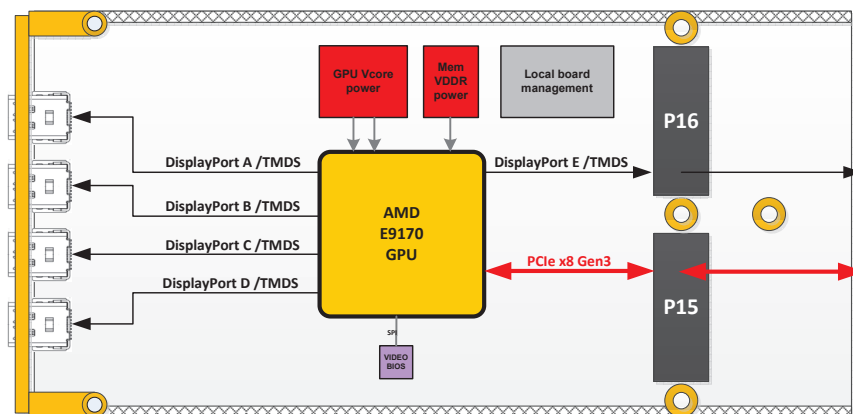 GPU Vcore
power
Mem
VDDR
power
Local board
management
P16
DisplayPort A /TMDS
DisplayPort E /TMDS
DisplayPort B /TMDS
AMD
E9170
GPU
DisplayPort C /TMDS
PCIe x8 Gen3
DisplayPort D /TMDS
P15
SPI
VIDEO
BIOS